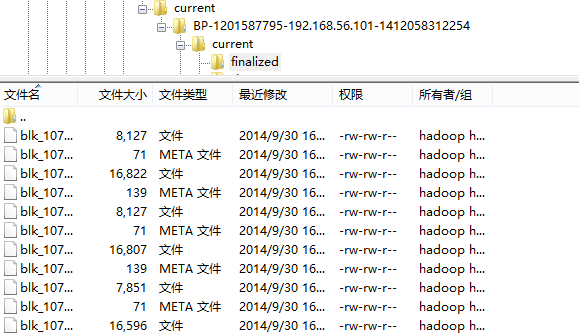 current
BP-1201587795-192.168.56.101-1412058312254
current
finalized
文件名 文件大小 文件类型 最近修改 权限 所有者/组
..
blk_107... 8,127 文件 2014/9/30 16... -rw-rw-r-- hadoop h...
blk_107... 71 META 文件 2014/9/30 16... -rw-rw-r-- hadoop h...
blk_107... 16,822 文件 2014/9/30 16... -rw-rw-r-- hadoop h...
blk_107... 139 META 文件 2014/9/30 16... -rw-rw-r-- hadoop h...
blk_107... 8,127 文件 2014/9/30 16... -rw-rw-r-- hadoop h...
blk_107... 71 META 文件 2014/9/30 16... -rw-rw-r-- hadoop h...
blk_107... 16,807 文件 2014/9/30 16... -rw-rw-r-- hadoop h...
blk_107... 139 META 文件 2014/9/30 16... -rw-rw-r-- hadoop h...
blk_107... 7,851 文件 2014/9/30 16... -rw-rw-r-- hadoop h...
blk_107... 71 META 文件 2014/9/30 16... -rw-rw-r-- hadoop h...
blk_107... 16,596 文件 2014/9/30 16... -rw-rw-r-- hadoop h...